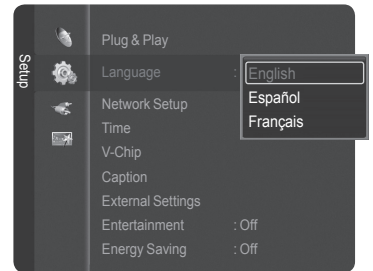 Setup
Plug & Play
Language : English
Español
Français
Network Setup
Time
V-Chip
Caption
External Settings
Entertainment : Off
Energy Saving : Off